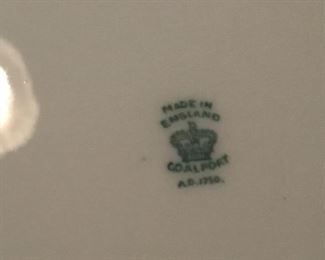 MADE IN
ENGLAND
COALPORT
A.D. 1750.